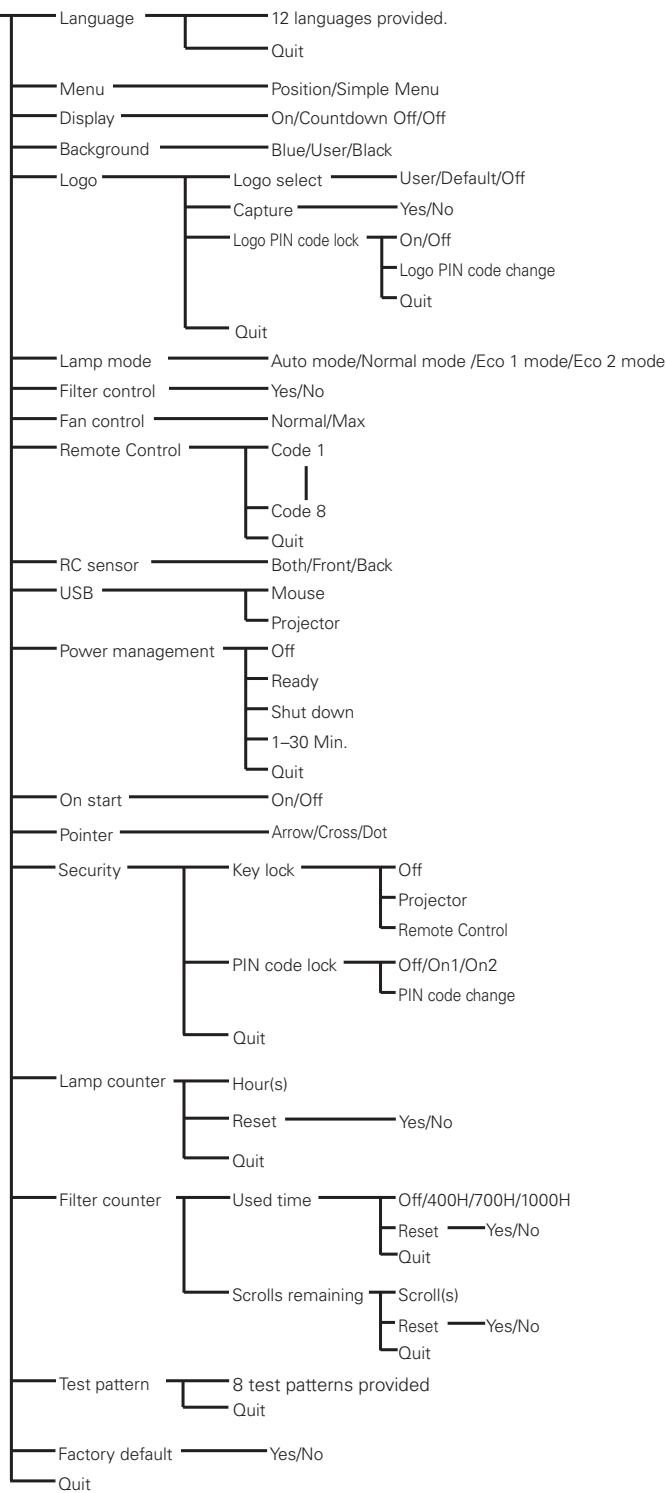 Language 12 languages provided.
Quit
Menu Position/Simple Menu
Display On/Countdown Off/Off
Background Blue/User/Black
Logo Logo select User/Default/Off
Capture Yes/No
Logo PIN code lock On/Off
Logo PIN code change
Quit
Quit
Lamp mode Auto mode/Normal mode /Eco 1 mode/Eco 2 mode
Filter control Yes/No
Fan control Normal/Max
Remote Control Code 1
Code 8
Quit
RC sensor Both/Front/Back
USB Mouse
Projector
Power management Off
Ready
Shut down
1–30 Min.
Quit
On start On/Off
Pointer Arrow/Cross/Dot
Security Key lock Off
Projector
Remote Control
PIN code lock Off/On1/On2
PIN code change
Quit
Lamp counter Hour(s)
Reset Yes/No
Quit
Filter counter Used time Off/400H/700H/1000H
Reset Yes/No
Quit
Scrolls remaining Scroll(s)
Reset Yes/No
Quit
Test pattern 8 test patterns provided
Quit
Factory default Yes/No
Quit